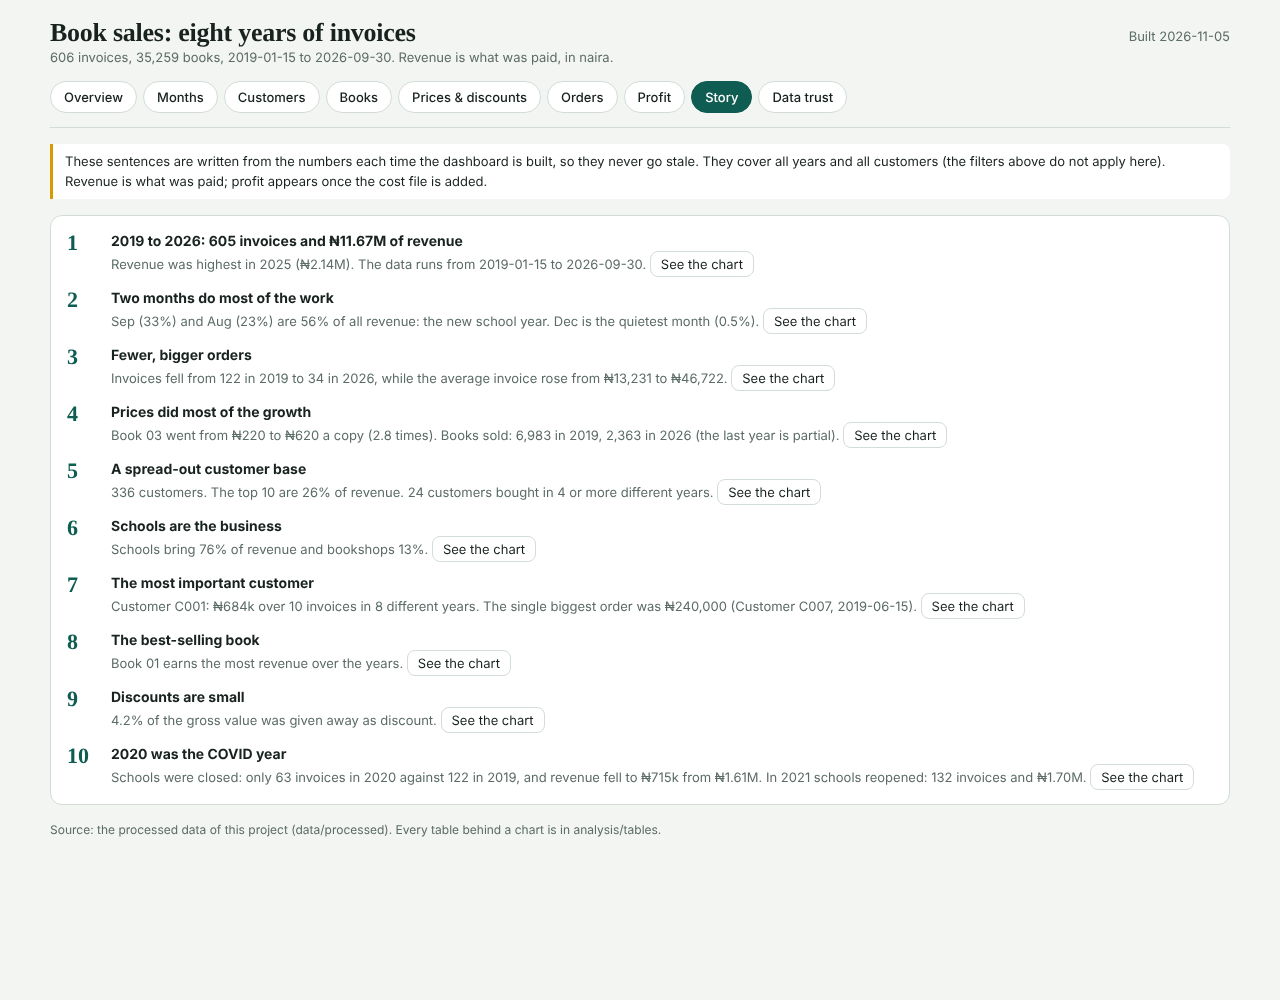 Book sales: eight years of invoices
Built 2026-11-05
606 invoices, 35,259 books, 2019-01-15 to 2026-09-30. Revenue is what was paid, in naira.
Overview
Months
Customers
Books
Prices & discounts
Orders
Profit
Story
Data trust
These sentences are written from the numbers each time the dashboard is built, so they never go stale. They cover all years and all customers (the filters above do not apply here).
Revenue is what was paid; profit appears once the cost file is added.
1
2019 to 2026: 605 invoices and ₦11.67M of revenue
Revenue was highest in 2025 (₦2.14M). The data runs from 2019-01-15 to 2026-09-30. See the chart
2
Two months do most of the work
Sep (33%) and Aug (23%) are 56% of all revenue: the new school year. Dec is the quietest month (0.5%). See the chart
3
Fewer, bigger orders
Invoices fell from 122 in 2019 to 34 in 2026, while the average invoice rose from ₦13,231 to ₦46,722. See the chart
4
Prices did most of the growth
Book 03 went from ₦220 to ₦620 a copy (2.8 times). Books sold: 6,983 in 2019, 2,363 in 2026 (the last year is partial). See the chart
5
A spread-out customer base
336 customers. The top 10 are 26% of revenue. 24 customers bought in 4 or more different years. See the chart
6
Schools are the business
Schools bring 76% of revenue and bookshops 13%. See the chart
7
The most important customer
Customer C001: ₦684k over 10 invoices in 8 different years. The single biggest order was ₦240,000 (Customer C007, 2019-06-15). See the chart
8
The best-selling book
Book 01 earns the most revenue over the years. See the chart
9
Discounts are small
4.2% of the gross value was given away as discount. See the chart
10
2020 was the COVID year
Schools were closed: only 63 invoices in 2020 against 122 in 2019, and revenue fell to ₦715k from ₦1.61M. In 2021 schools reopened: 132 invoices and ₦1.70M. See the chart
Source: the processed data of this project (data/processed). Every table behind a chart is in analysis/tables.